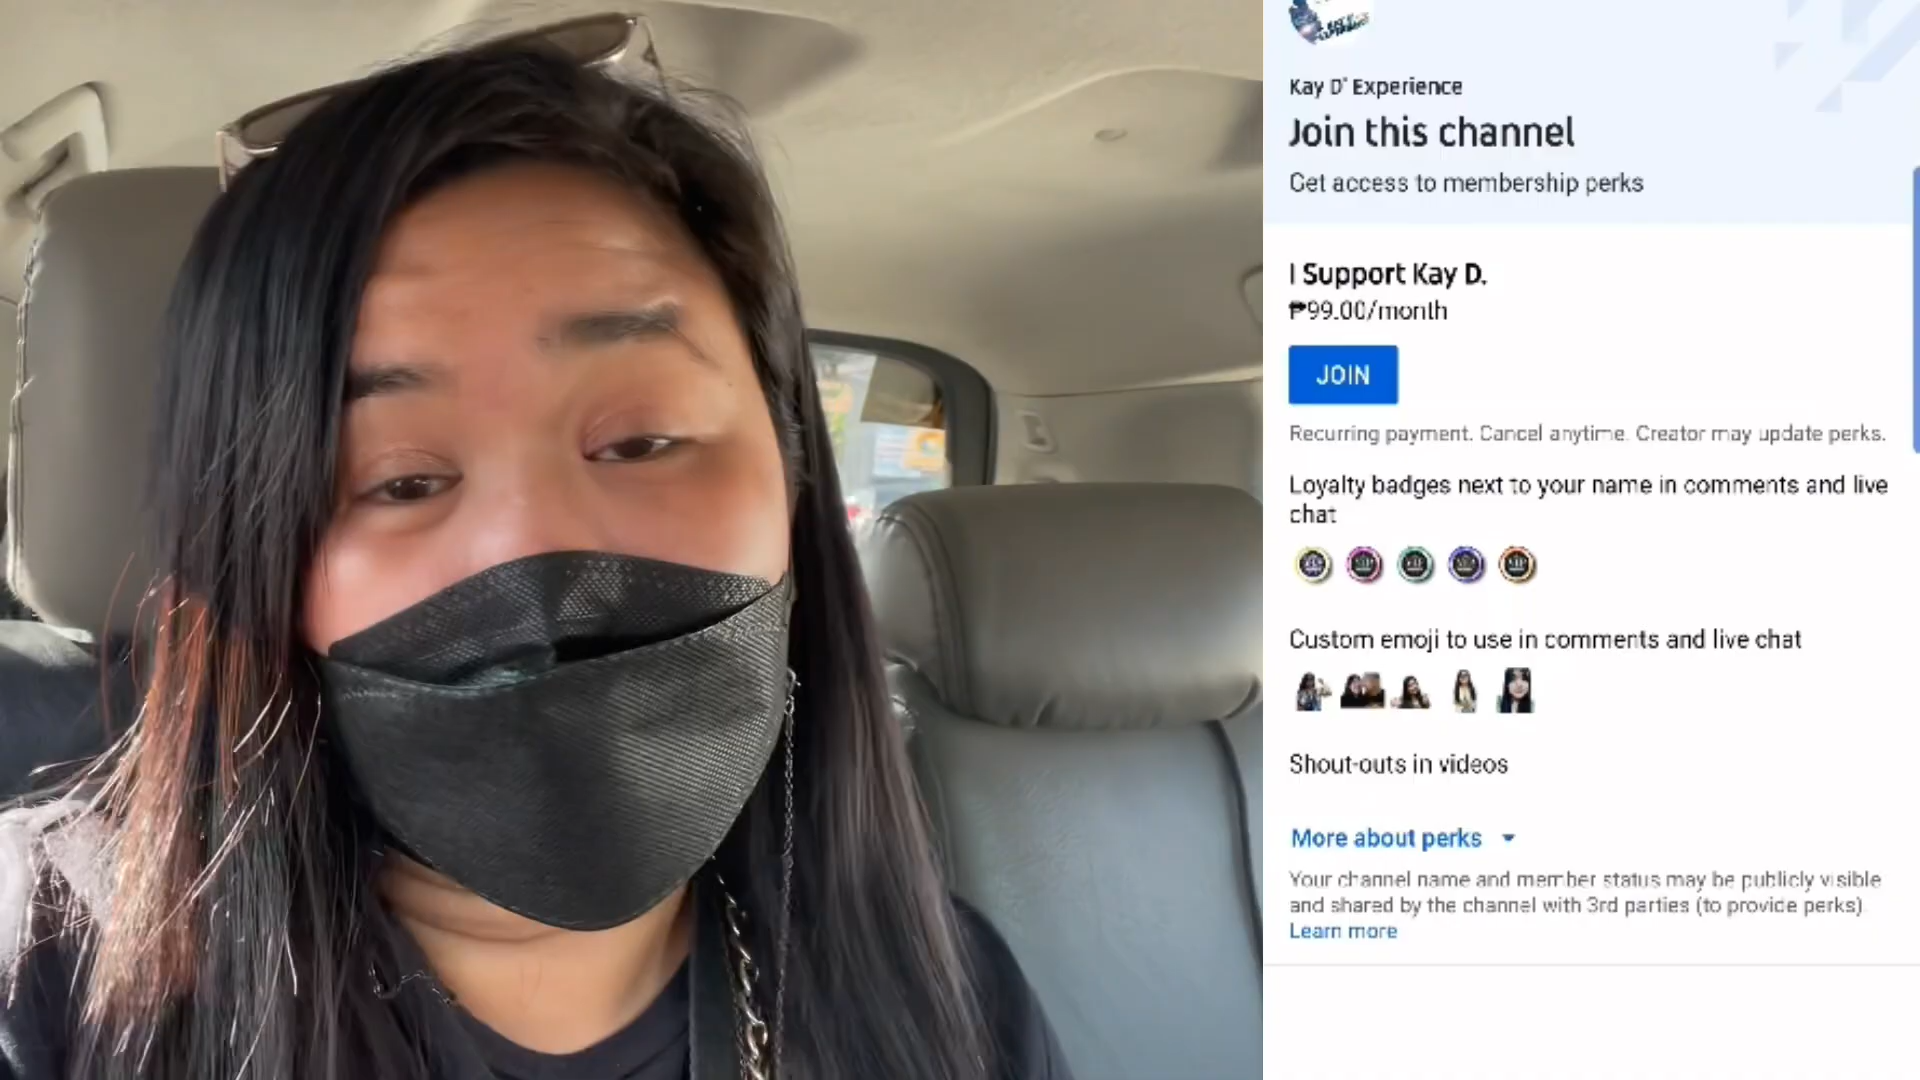 Kay D' Experience
Join this channel
Get access to membership perks
I Support Kay D.
₱99.00/month
JOIN
Recurring payment. Cancel anytime. Creator may update perks.
Loyalty badges next to your name in comments and live
chat
Custom emoji to use in comments and live chat
Shout-outs in videos
More about perks
Your channel name and member status may be publicly visible
and shared by the channel with 3rd parties (to provide perks).
Learn more